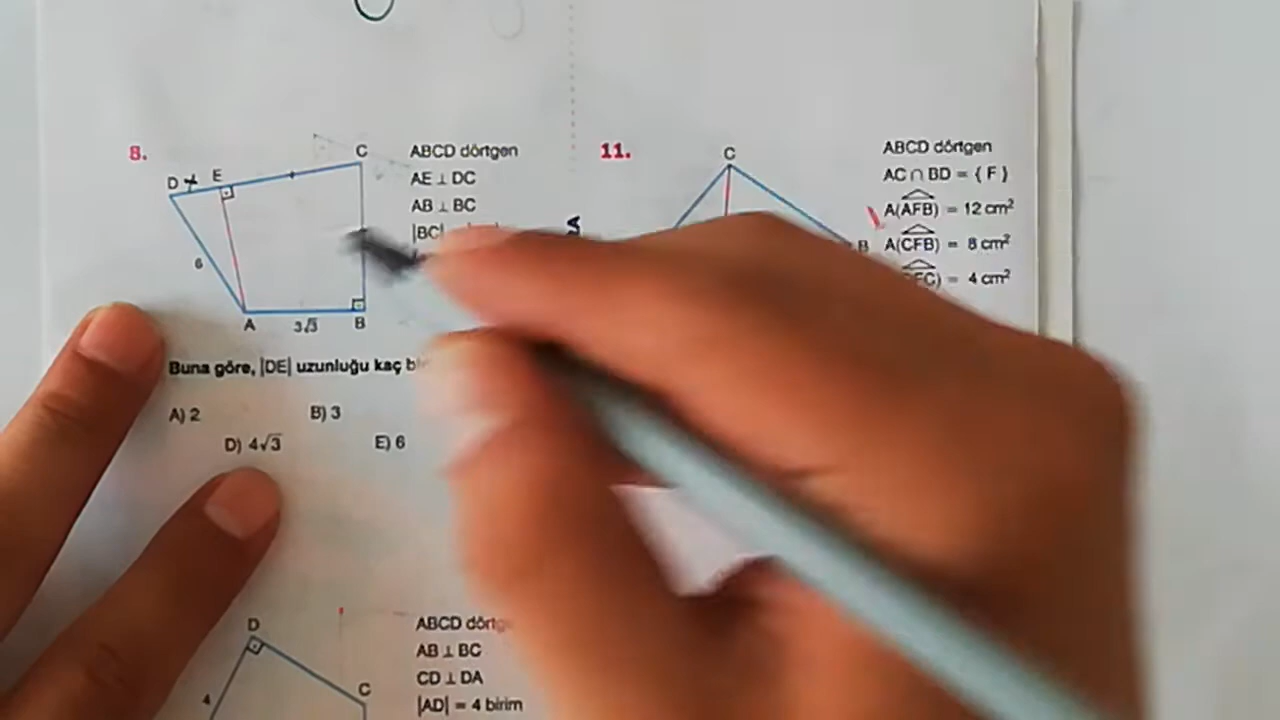 8.
C
D E
6
A 3√3 B
ABCD dörtgen
AE ⊥ DC
AB ⊥ BC
|BC|
Buna göre, |DE| uzunluğu kaç
A) 2 B) 3
D) 4√3 E) 6
D
C
4
ABCD
AB ⊥ BC
CD ⊥ DA
|AD| = 4 birim
11.
C
B
ABCD dörtgen
AC ∩ BD = { F }
A(AFB) = 12 cm²
A(CFB) = 8 cm²
= 4 cm²